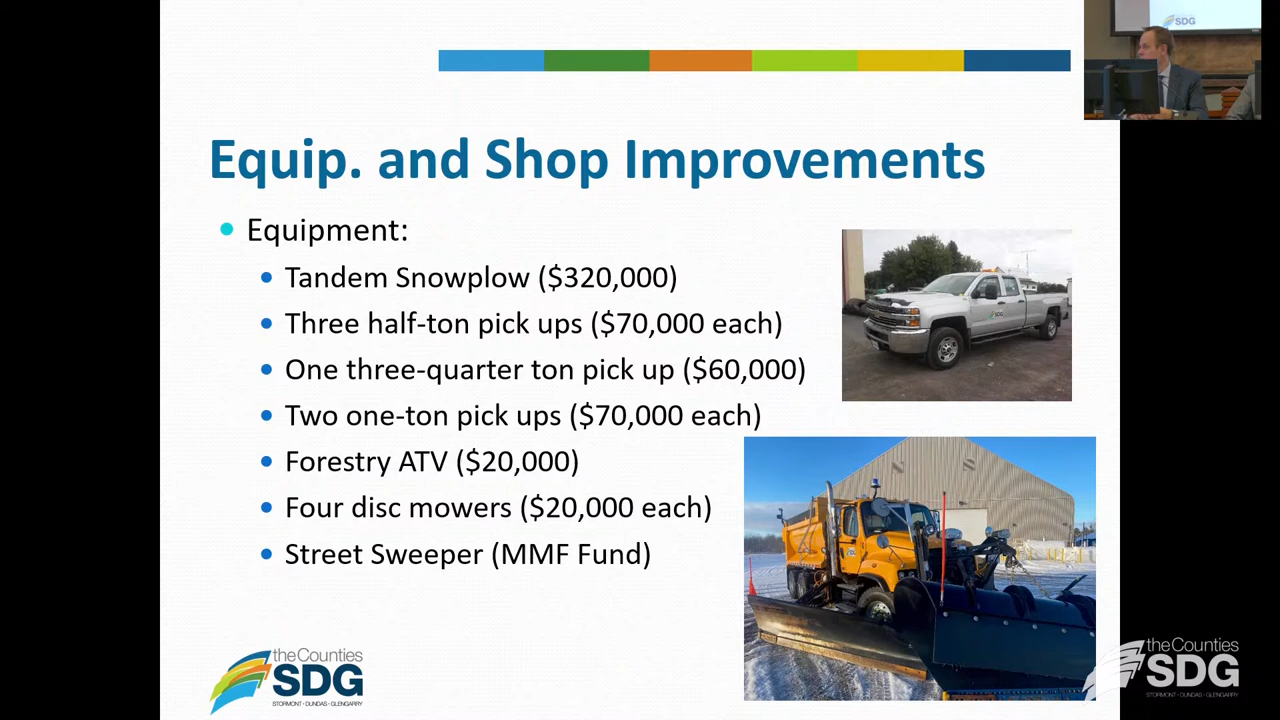 SDG
Equip. and Shop Improvements
Equipment:
Tandem Snowplow ($320,000)
Three half-ton pick ups ($70,000 each)
One three-quarter ton pick up ($60,000)
Two one-ton pick ups ($70,000 each)
Forestry ATV ($20,000)
Four disc mowers ($20,000 each)
Street Sweeper (MMF Fund)
SDG
the Counties
SDG
STORMONT • DUNDAS • GLENGARRY
the Counties
SDG
STORMONT • DUNDAS • GLENGARRY